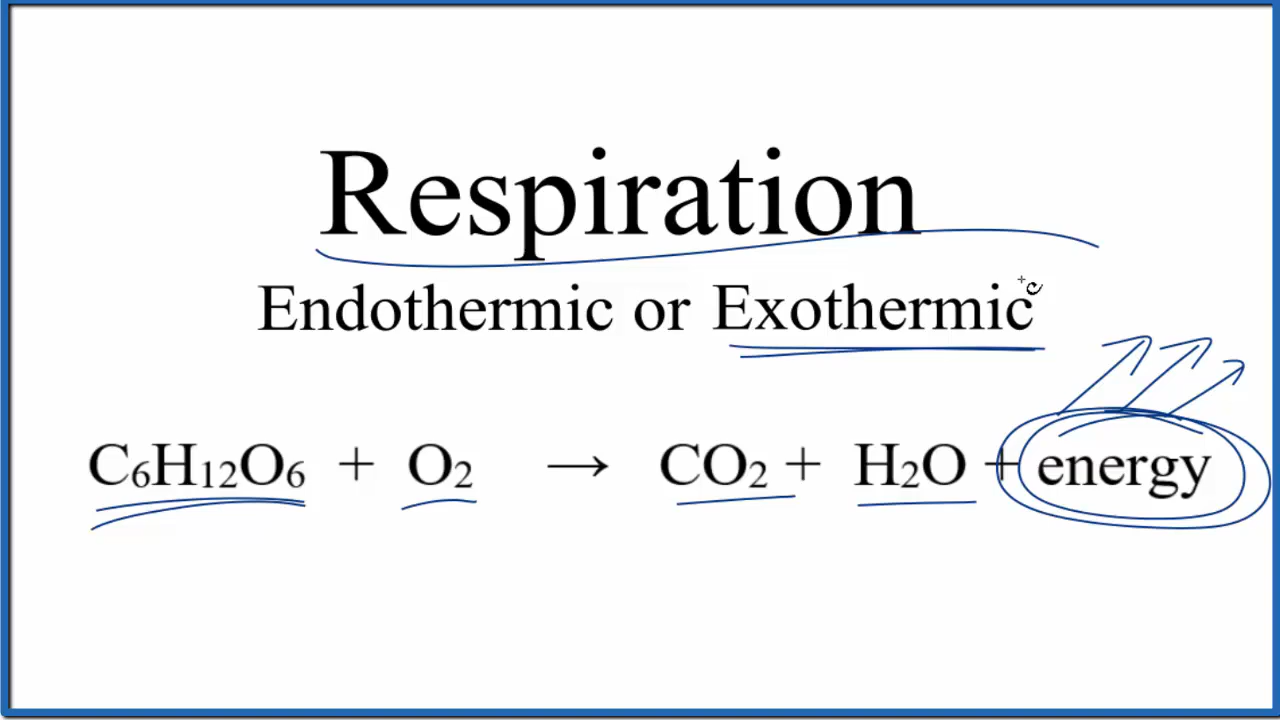 Respiration
Endothermic or Exothermic
C₆H₁₂O₆ + O₂ → CO₂ + H₂O + energy